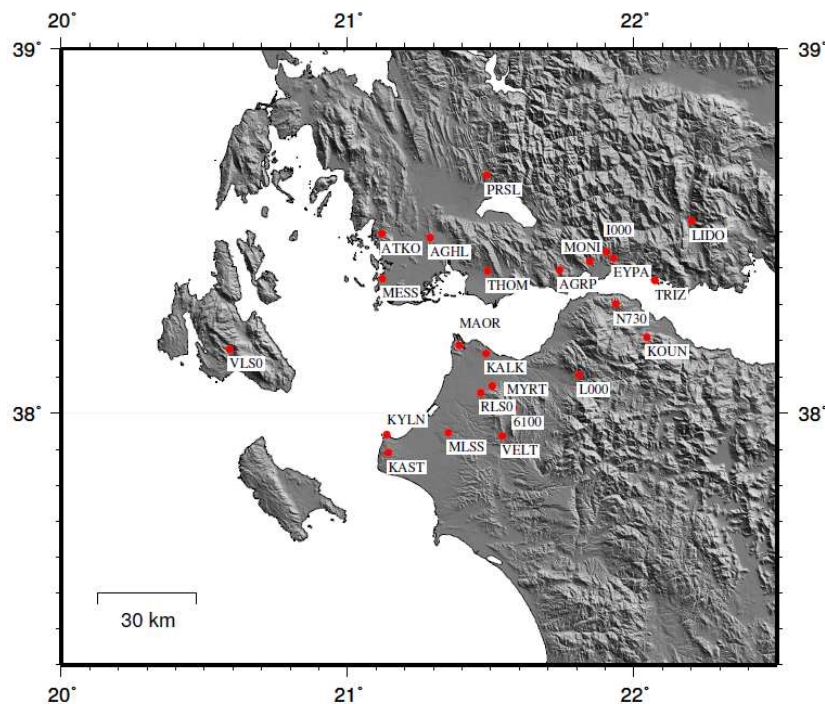 20˚ 21˚ 22˚
39˚ 39˚
PRSL
I000
LIDO
ATKO AGHL MONI
EYPA
MESS THOM AGRP TRIZ
N730
MAOR
KOUN
VLS0 KALK
MYRT L000
38˚ 38˚
RLS0
KYLN 6100
MLSS VELT
KAST
30 km
20˚ 21˚ 22˚